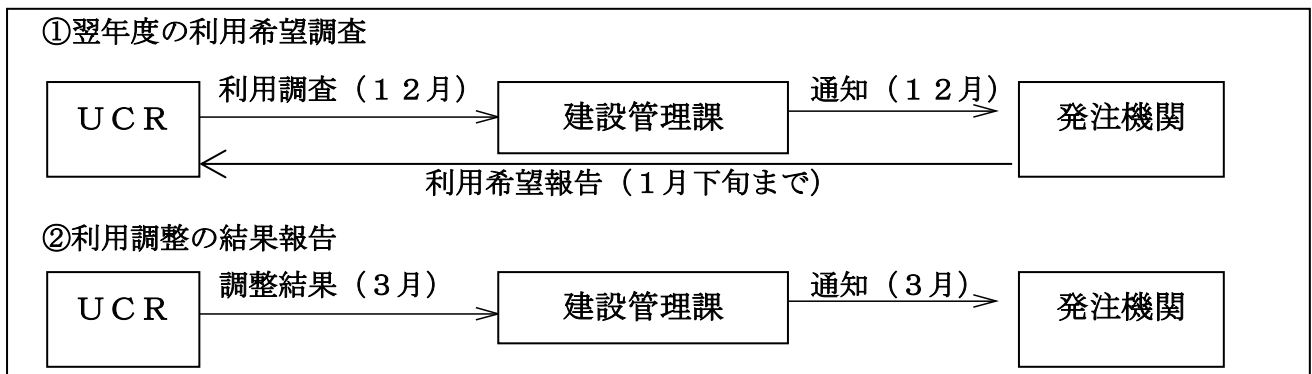 ①翌年度の利用希望調査
利用調査（１２月）
通知（１２月）
ＵＣＲ
建設管理課
発注機関
利用希望報告（１月下旬まで）
②利用調整の結果報告
調整結果（３月）
通知（３月）
ＵＣＲ
建設管理課
発注機関